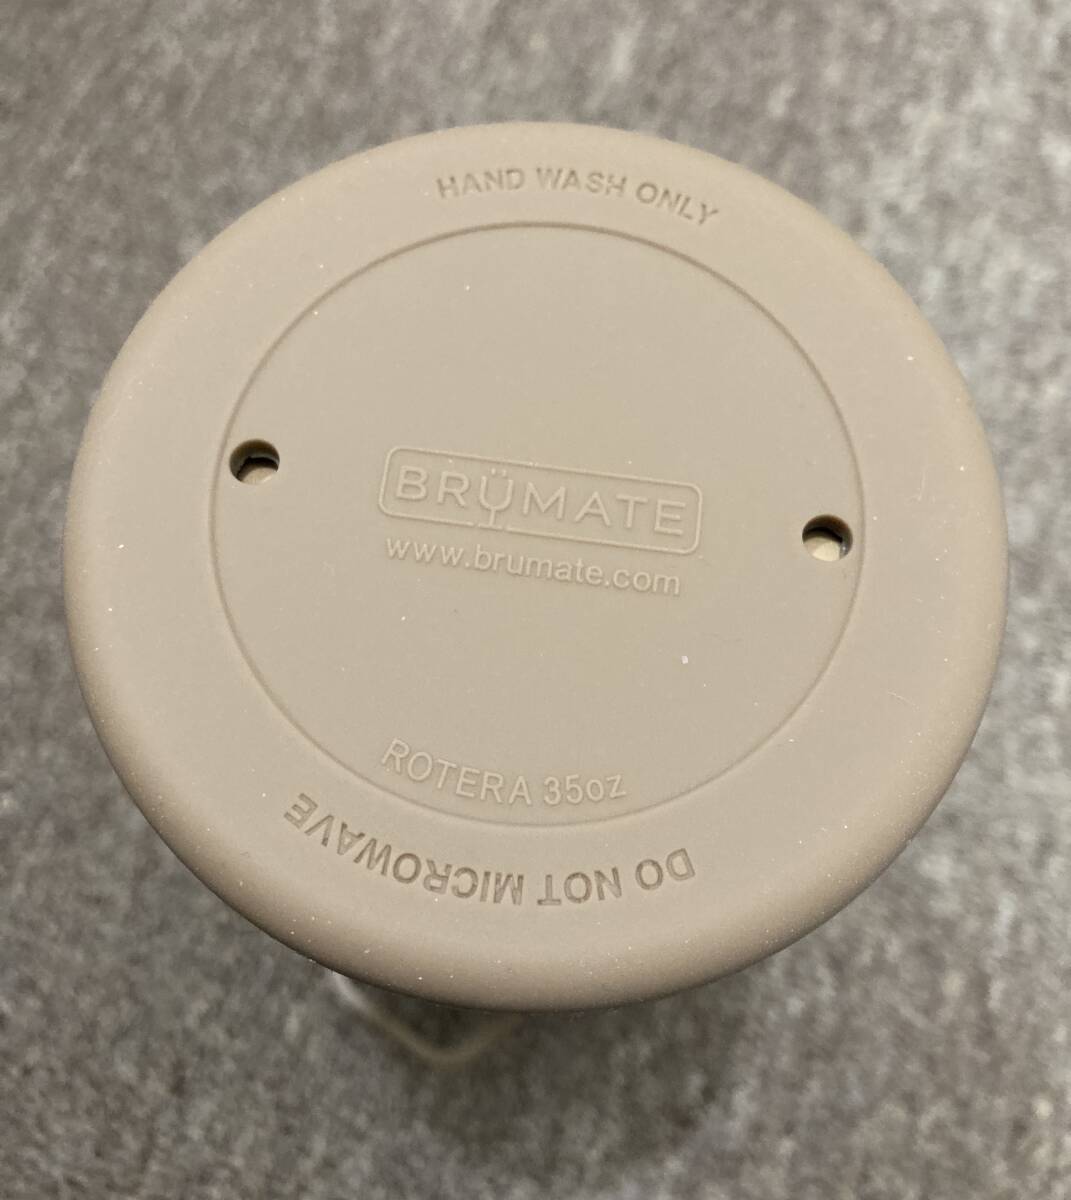 HAND WASH ONLY
BRÜMATE
www.brumate.com
ROTERA 35oz
DO NOT MICROWAVE